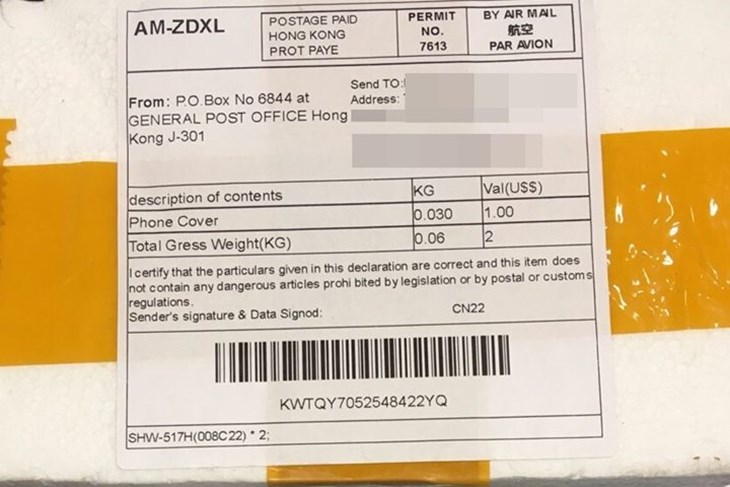 AM-ZDXL
POSTAGE PAID
HONG KONG
PROT PAYE
PERMIT
NO.
7613
BY AIR MAIL
航空
PAR AVION
From: P.O.Box No 6844 at
GENERAL POST OFFICE Hong
Kong J-301
Send TO:
Address:
description of contents KG Val(US$)
Phone Cover 0.030 1.00
Total Gress Weight(KG) 0.06 2
I certify that the particulars given in this declaration are correct and this item does
not contain any dangerous articles prohi bited by legislation or by postal or customs
regulations.
Sender's signature & Data Signod: CN22
KWTQY7052548422YQ
SHW-517H(008C22) * 2;